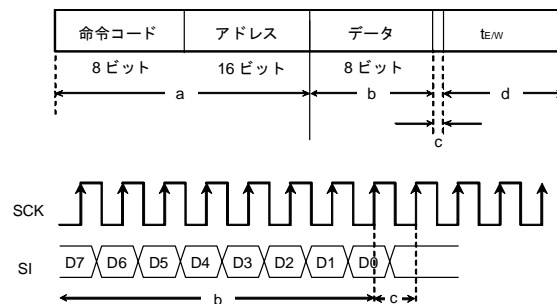 命令コード アドレス データ tE/W
8 ビット 16 ビット 8 ビット
a b d
c
SCK
SI D7 D6 D5 D4 D3 D2 D1 D0
b c